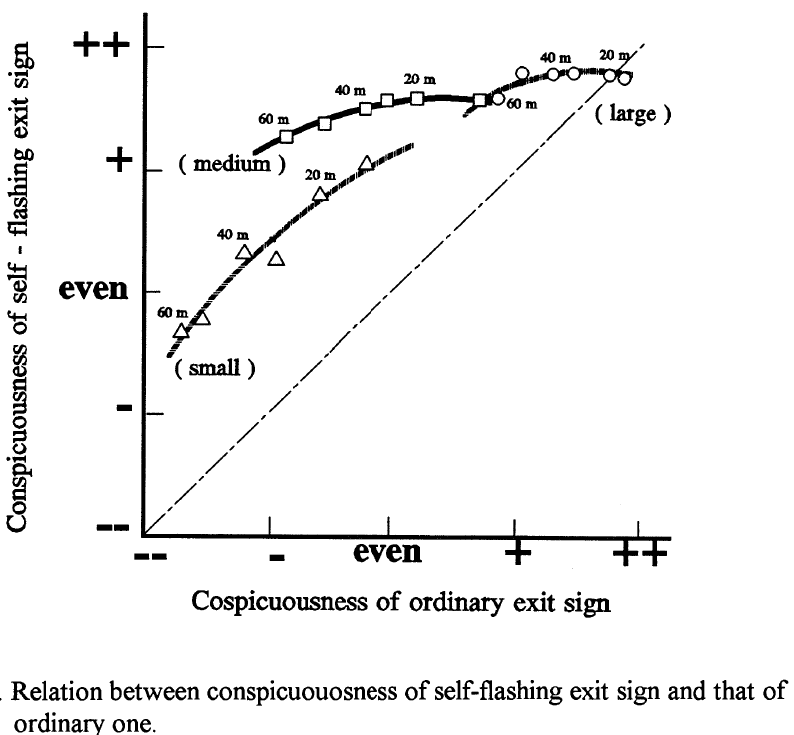 ++
+
even
-
--
Conspicuousness of self - flashing exit sign
60 m
40 m
20 m
( medium )
60 m
40 m
20 m
( large )
60 m
40 m
20 m
( small )
--
-
even
+
++
Cospicuousness of ordinary exit sign
. Relation between conspicuouosness of self-flashing exit sign and that of
ordinary one.